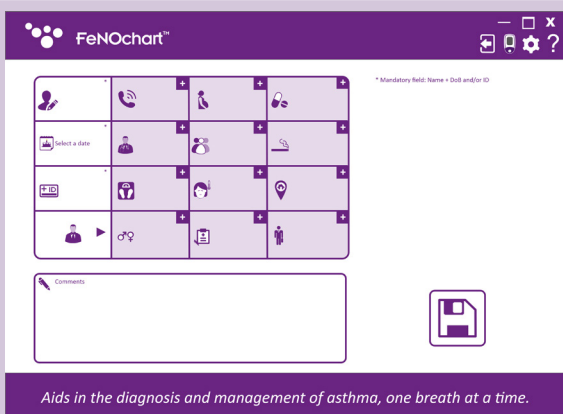 FeNOchart™
* Mandatory field: Name + DoB and/or ID
*
*
Select a date
*
+ ID
Comments
Aids in the diagnosis and management of asthma, one breath at a time.